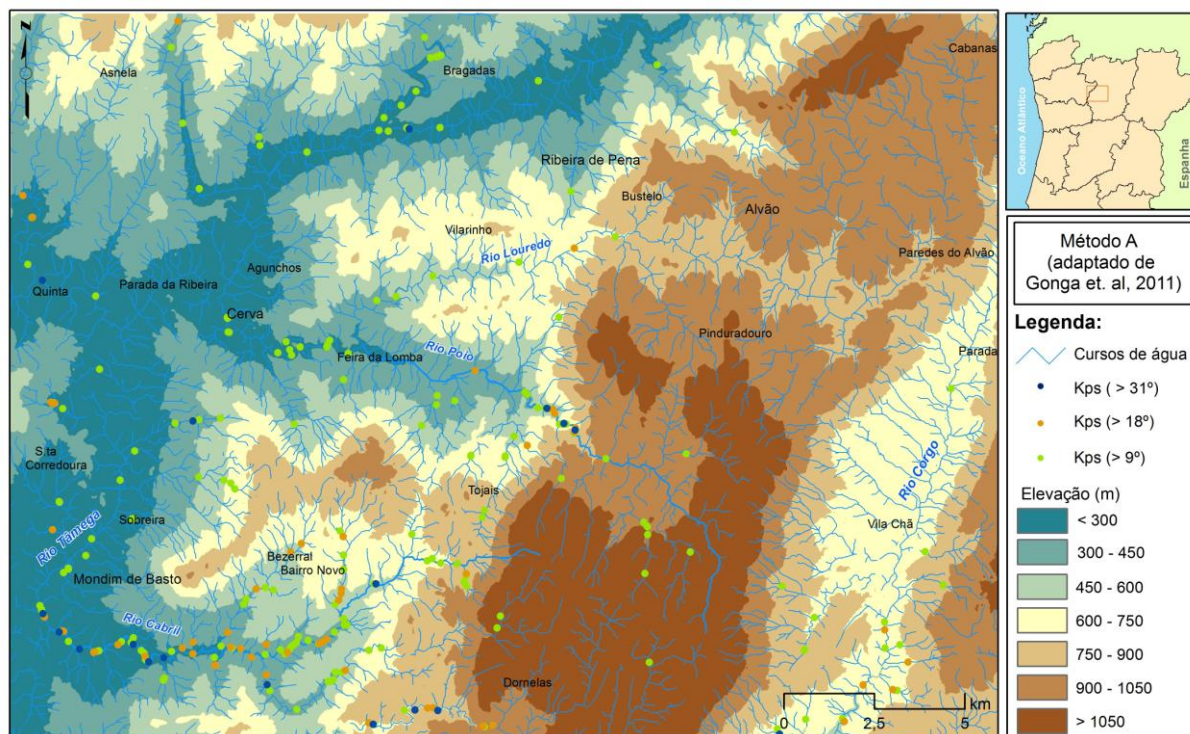 N
Asnela
Bragadas
Cabanas
Ribeira de Pena
Bustelo
Alvão
Vilarinho
Rio Louredo
Paredes do Alvão
Agunchos
Quinta
Parada da Ribeira
Cerva
Pinduradouro
Feira da Lomba
Rio Poio
Parada
S.ta
Corredoura
Rio Corgo
Tojais
Rio Tâmega
Sobreira
Vila Chã
Bezerral
Bairro Novo
Mondim de Basto
Rio Cabril
Dornelas
km
0
2,5
5
Oceano Atlântico
Espanha
Método A
(adaptado de
Gonga et. al, 2011)
Legenda:
Cursos de água
Kps ( > 31º)
Kps ( > 18º)
Kps ( > 9º)
Elevação (m)
< 300
300 - 450
450 - 600
600 - 750
750 - 900
900 - 1050
> 1050